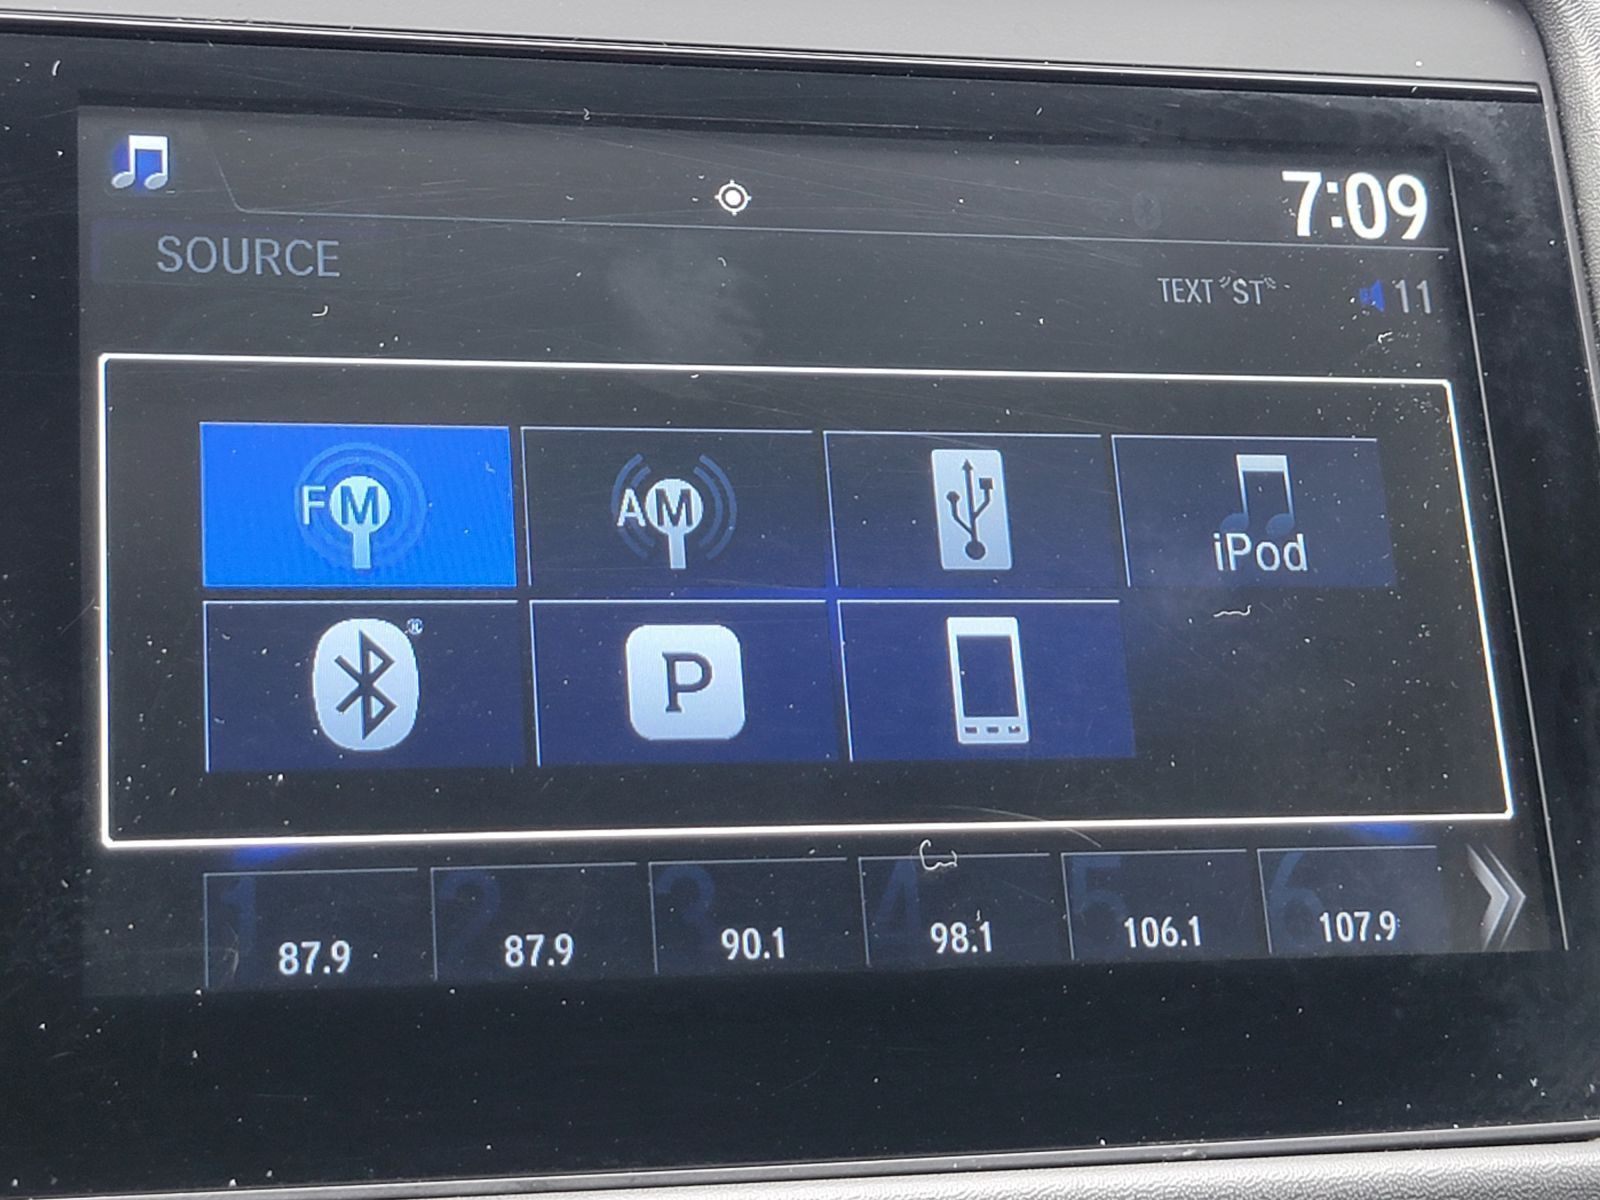 7:09
SOURCE
TEXT "ST" 11
FM AM iPod
® P
1 2 3 4 5 6
87.9 87.9 90.1 98.1 106.1 107.9